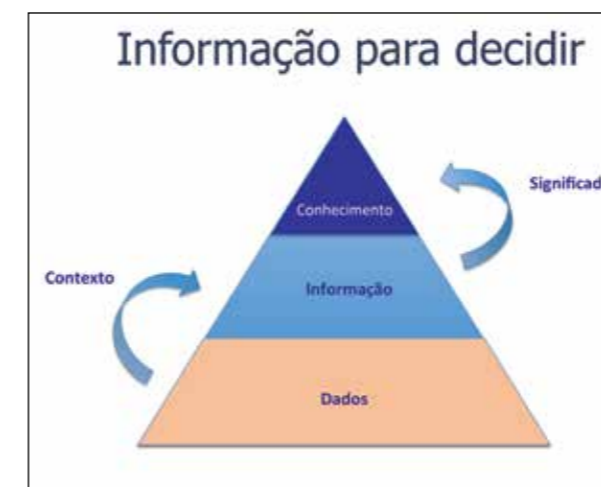 Informação para decidir
Significad
Conhecimento
Contexto
Informação
Dados